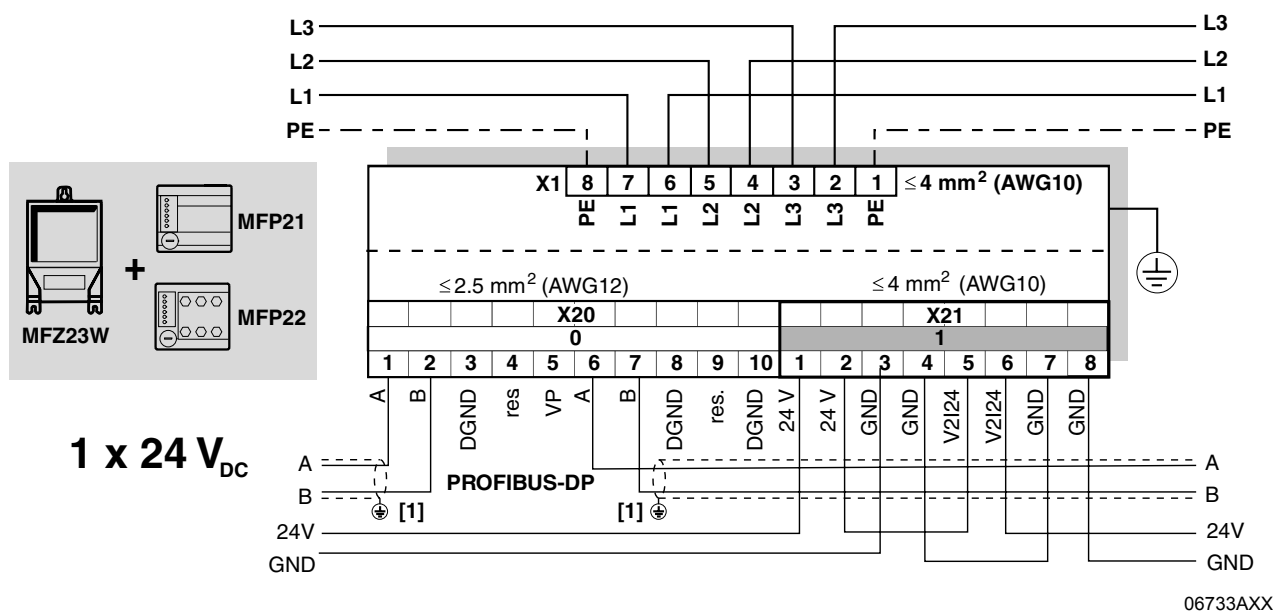 L3 L3
L2 L2
L1 L1
PE PE
X1 8 7 6 5 4 3 2 1 ≤4 mm² (AWG10)
PE L1 L1 L2 L2 L3 L3 PE
MFP21
+
MFP22
MFZ23W
≤2.5 mm² (AWG12) ≤4 mm² (AWG10)
X20 X21
0 1
1 2 3 4 5 6 7 8 9 10 1 2 3 4 5 6 7 8
A B DGND res VP A B DGND res. DGND 24 V 24 V GND GND V2I24 V2I24 GND GND
1 x 24 VDC
A A
PROFIBUS-DP
B B
[1] [1]
24V 24V
GND GND
06733AXX